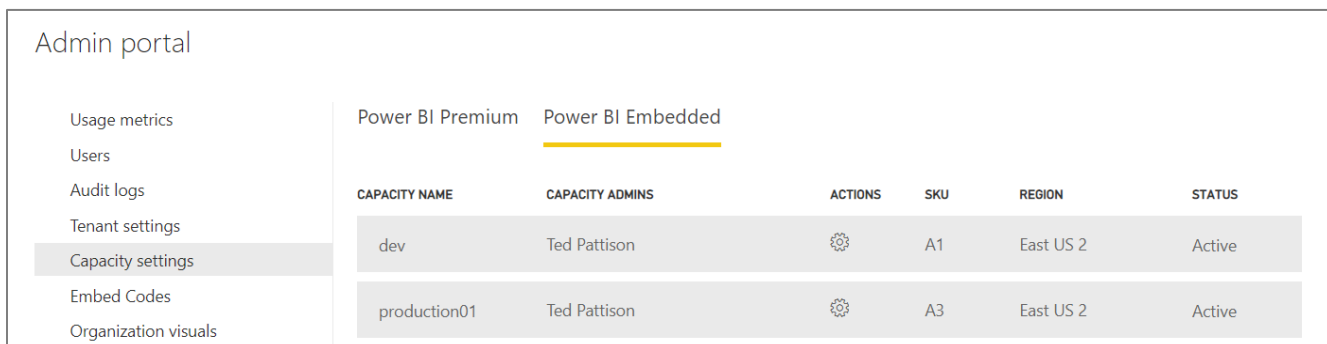 Admin portal
Usage metrics
Users
Audit logs
Tenant settings
Capacity settings
Embed Codes
Organization visuals
Power BI Premium Power BI Embedded
CAPACITY NAME CAPACITY ADMINS ACTIONS SKU REGION STATUS
dev Ted Pattison A1 East US 2 Active
production01 Ted Pattison A3 East US 2 Active